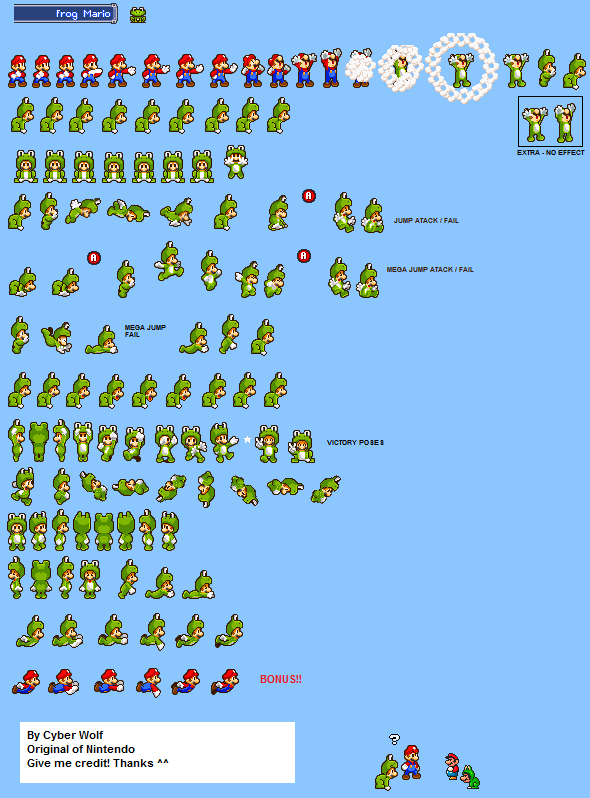 frog Mario
EXTRA - NO EFFECT
A
JUMP ATACK / FAIL
A
A
MEGA JUMP ATACK / FAIL
MEGA JUMP
FAIL
VICTORY POSES
BONUS!!
By Cyber Wolf
Original of Nintendo
Give me credit! Thanks ^^
?